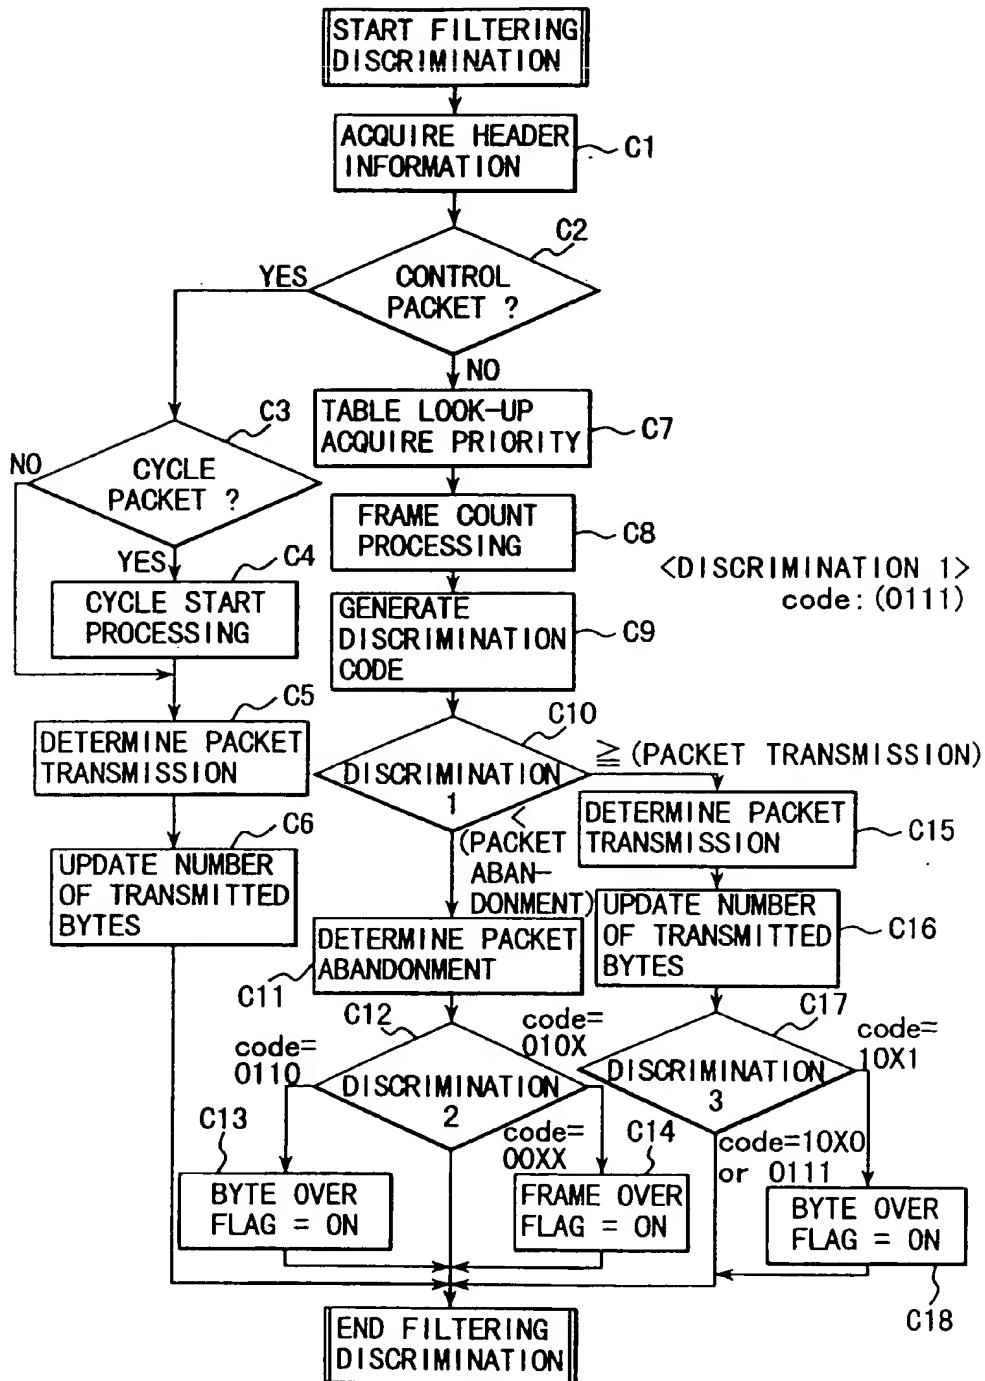 START FILTERING
DISCRIMINATION
ACQUIRE HEADER
INFORMATION
C1
C2
YES
CONTROL
PACKET ?
NO
C3
TABLE LOOK-UP
ACQUIRE PRIORITY
C7
NO
CYCLE
PACKET ?
FRAME COUNT
PROCESSING
C8
YES
C4
<DISCRIMINATION 1>
code:(0111)
CYCLE START
PROCESSING
GENERATE
DISCRIMINATION
CODE
C9
C5
C10
DETERMINE PACKET
TRANSMISSION
DISCRIMINATION
1
≧ (PACKET TRANSMISSION)
<
(PACKET
ABAN-
DONMENT)
DETERMINE PACKET
TRANSMISSION
C15
C6
UPDATE NUMBER
OF TRANSMITTED
BYTES
UPDATE NUMBER
OF TRANSMITTED
BYTES
C16
DETERMINE PACKET
ABANDONMENT
C11
C12
C17
code=
0110
code=
010X
code=
10X1
DISCRIMINATION
2
DISCRIMINATION
3
C13
code=
00XX
C14
code=10X0
or 0111
BYTE OVER
FLAG = ON
FRAME OVER
FLAG = ON
BYTE OVER
FLAG = ON
C18
END FILTERING
DISCRIMINATION